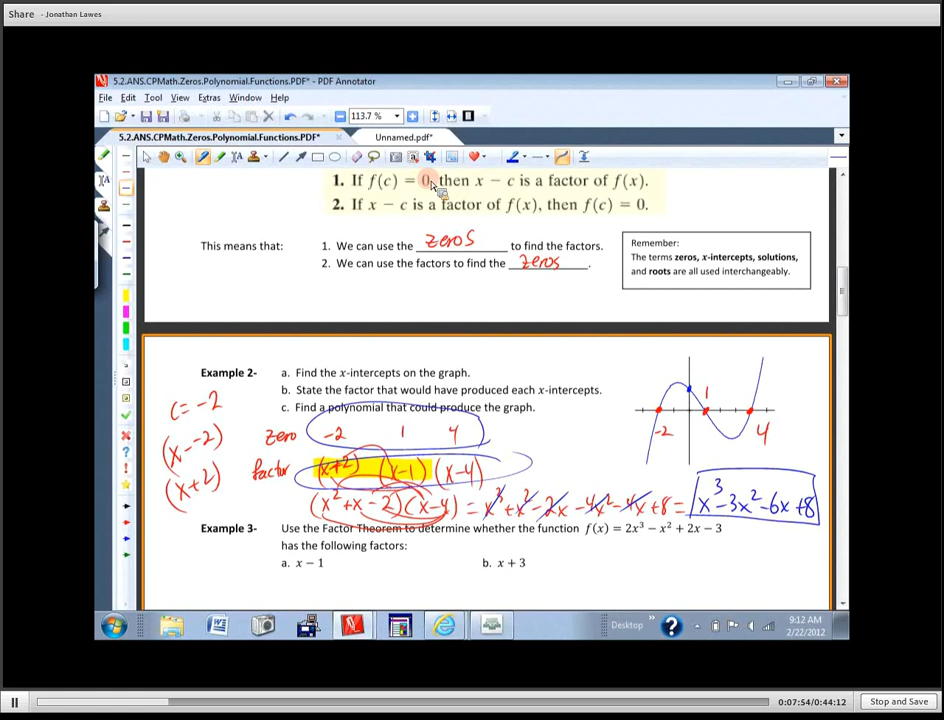 Share - Jonathan Lawes
5.2.ANS.CPMath.Zeros.Polynomial.Functions.PDF* - PDF Annotator
File Edit Tool View Extras Window Help
113.7 %
5.2.ANS.CPMath.Zeros.Polynomial.Functions.PDF* Unnamed.pdf*
1. If f(c) = 0, then x − c is a factor of f(x).
2. If x − c is a factor of f(x), then f(c) = 0.
This means that: 1. We can use the zeros to find the factors.
2. We can use the factors to find the zeros.
Remember:
The terms zeros, x-intercepts, solutions,
and roots are all used interchangeably.
Example 2- a. Find the x-intercepts on the graph.
b. State the factor that would have produced each x-intercepts.
c. Find a polynomial that could produce the graph.
-2 1 4
c = -2
(x - -2)
(x+2)
zero -2 1 4
factor (x+2) (x-1) (x-4)
(x²+x-2)(x-4) = x³+x²-2x-4x²-4x+8 = x³-3x²-6x+8
Example 3- Use the Factor Theorem to determine whether the function f(x) = 2x³ − x² + 2x − 3
has the following factors:
a. x − 1 b. x + 3
Desktop 9:12 AM
2/22/2012
0:07:54/0:44:12 Stop and Save